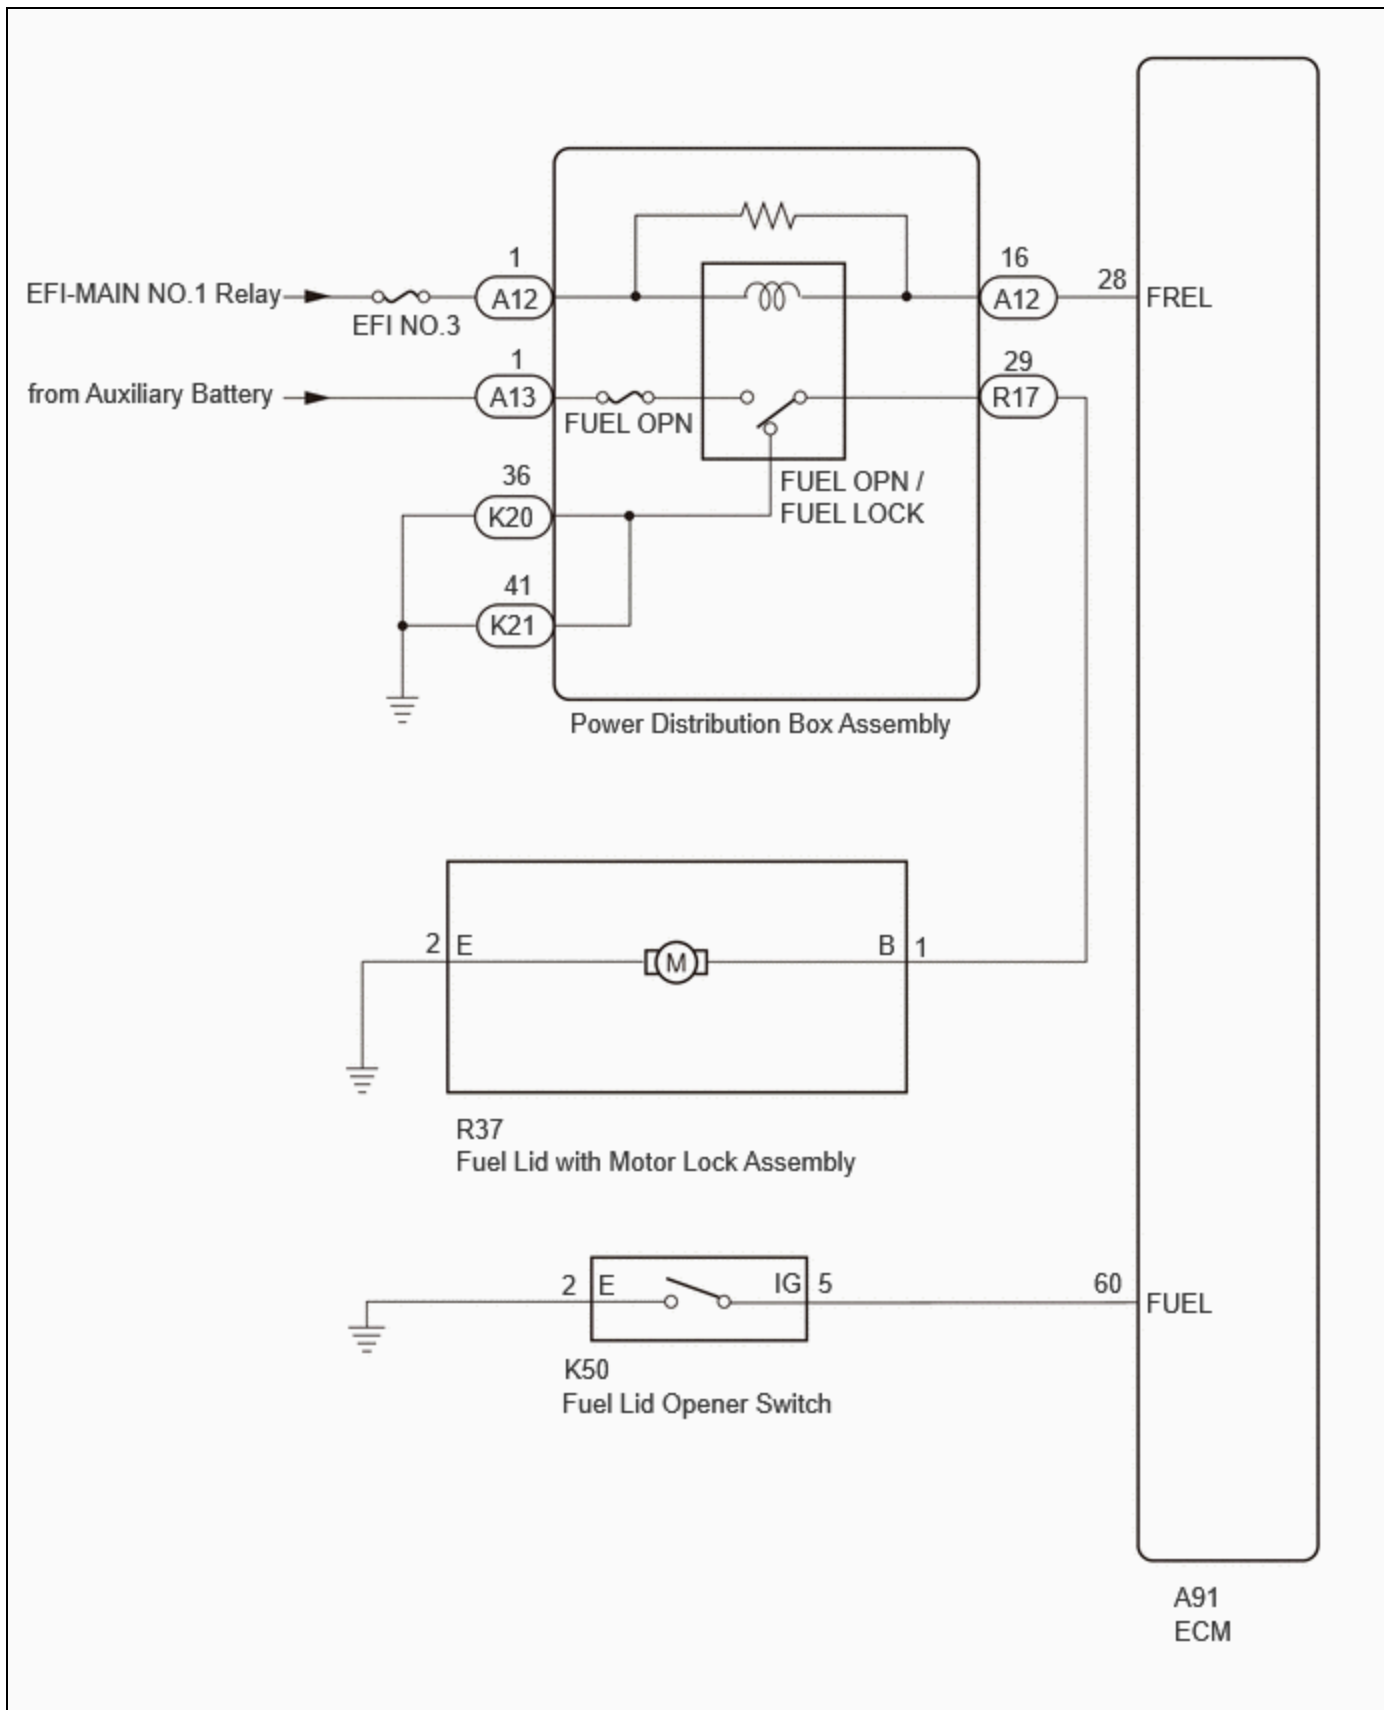 1
16
EFI-MAIN NO.1 Relay
A12
A12
28
FREL
EFI NO.3
1
29
from Auxiliary Battery
A13
R17
FUEL OPN
36
FUEL OPN /
FUEL LOCK
K20
41
K21
Power Distribution Box Assembly
2
E
M
B
1
R37
Fuel Lid with Motor Lock Assembly
2
E
IG
5
60
FUEL
K50
Fuel Lid Opener Switch
A91
ECM